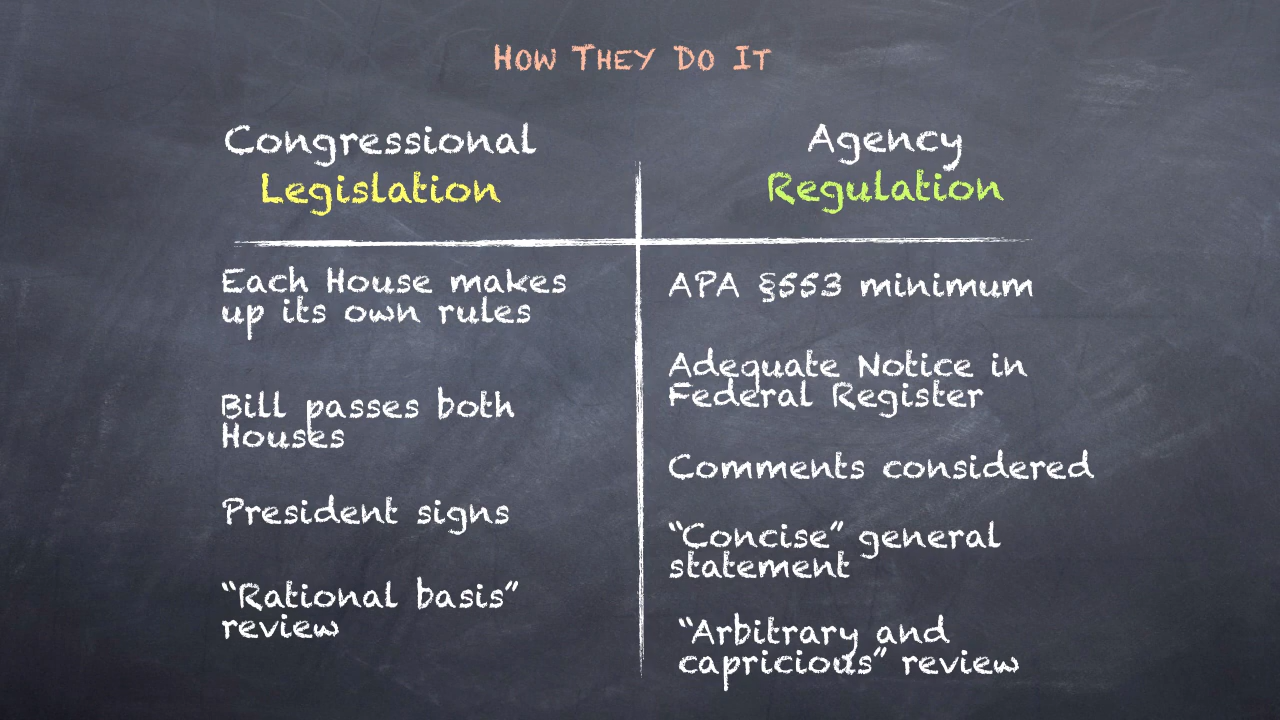 How They Do It
Congressional
Legislation
Agency
Regulation
Each House makes
up its own rules
Bill passes both
Houses
President signs
“Rational basis”
review
APA §553 minimum
Adequate Notice in
Federal Register
Comments considered
“Concise” general
statement
“Arbitrary and
capricious” review